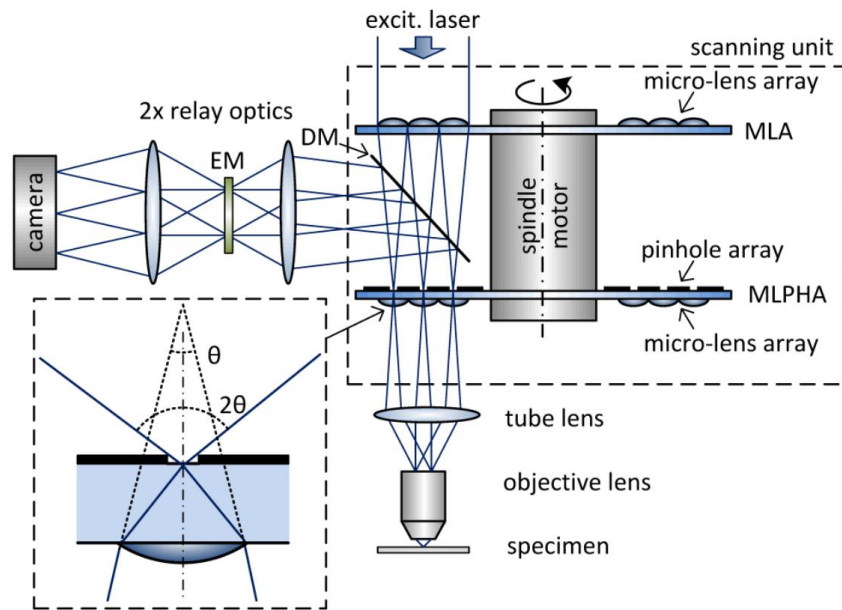 excit. laser
scanning unit
micro-lens array
2x relay optics
DM
MLA
EM
camera
spindle
motor
pinhole array
MLPHA
micro-lens array
θ
2θ
tube lens
objective lens
specimen